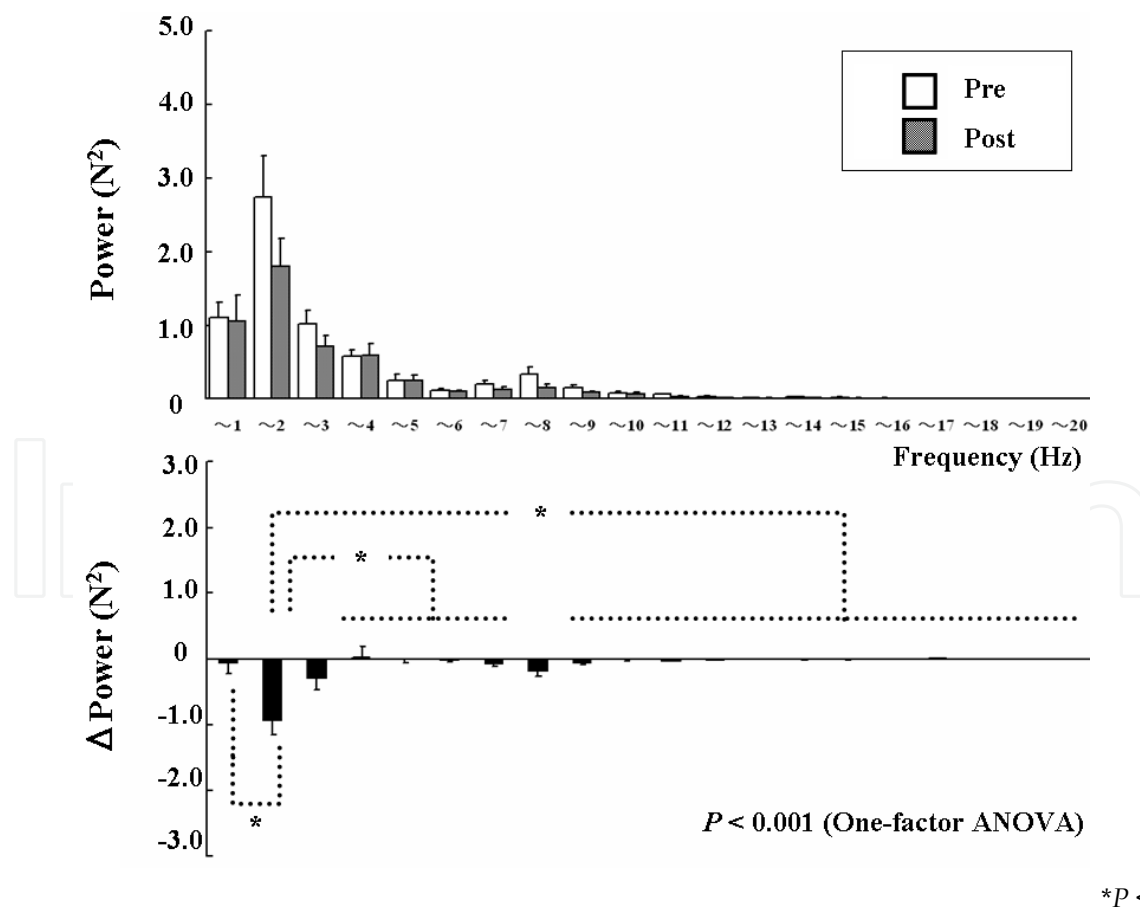 5.0
4.0
3.0
2.0
1.0
0
Power (N²)
Pre
Post
~1 ~2 ~3 ~4 ~5 ~6 ~7 ~8 ~9 ~10 ~11 ~12 ~13 ~14 ~15 ~16 ~17 ~18 ~19 ~20
Frequency (Hz)
3.0
2.0
1.0
0
-1.0
-2.0
-3.0
Δ Power (N²)
*
*
*
P < 0.001 (One-factor ANOVA)
*P <